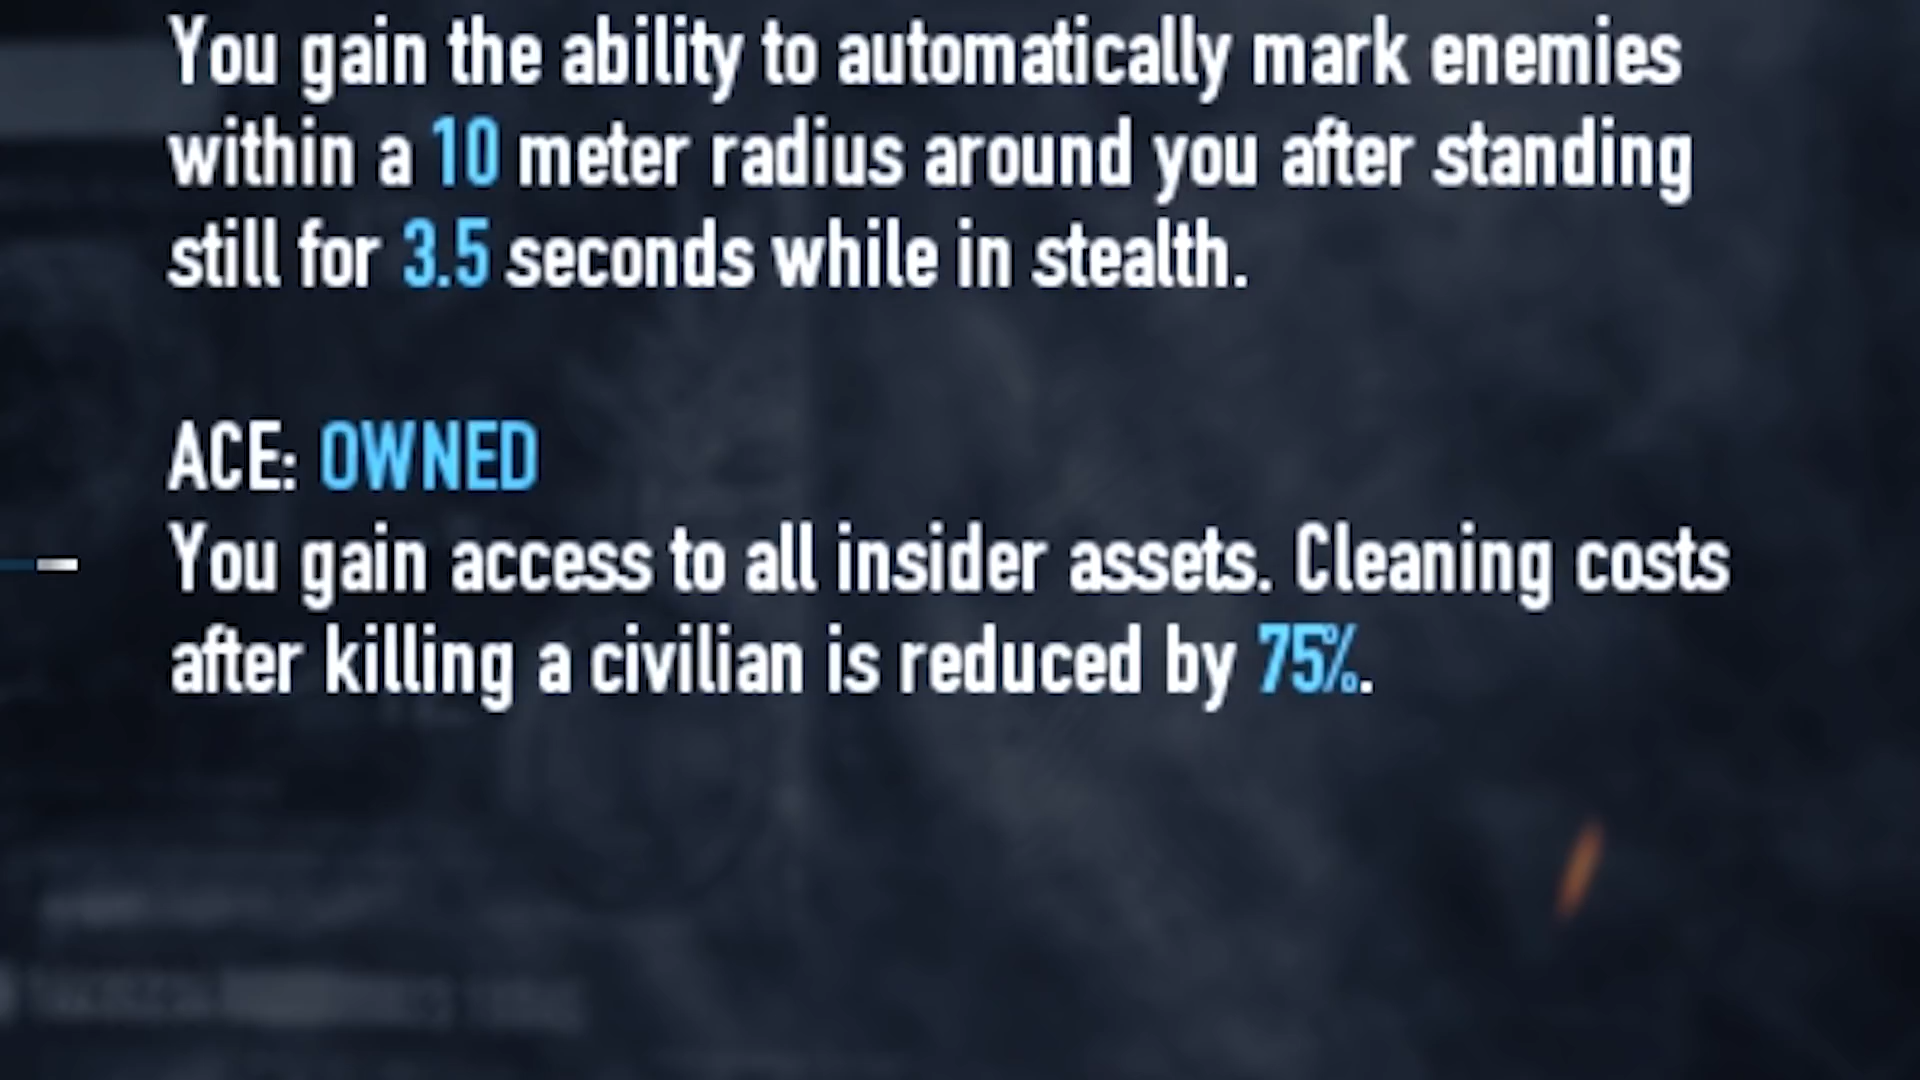 You gain the ability to automatically mark enemies
within a 10 meter radius around you after standing
still for 3.5 seconds while in stealth.
ACE: OWNED
You gain access to all insider assets. Cleaning costs
after killing a civilian is reduced by 75%.